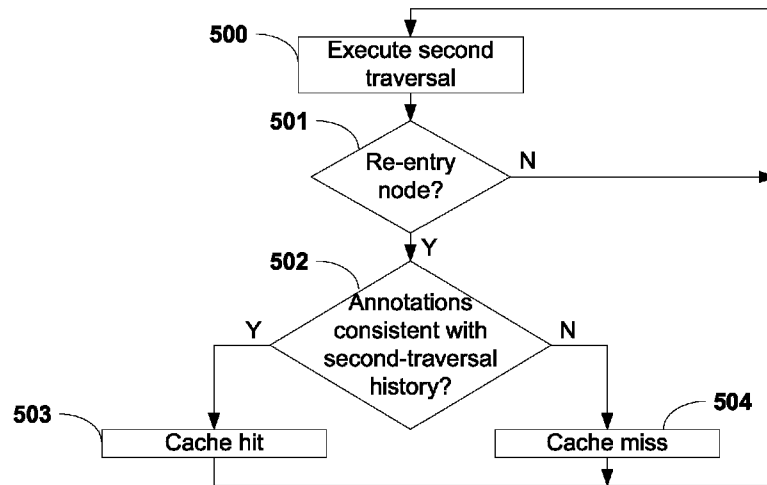 500
Execute second
traversal
501
Re-entry
node?
N
Y
502
Annotations
consistent with
second-traversal
history?
Y
N
503
Cache hit
504
Cache miss